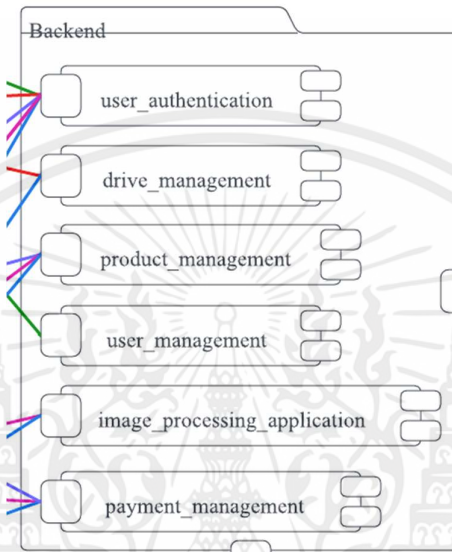 Backend
user_authentication
drive_management
product_management
user_management
image_processing_application
payment_management